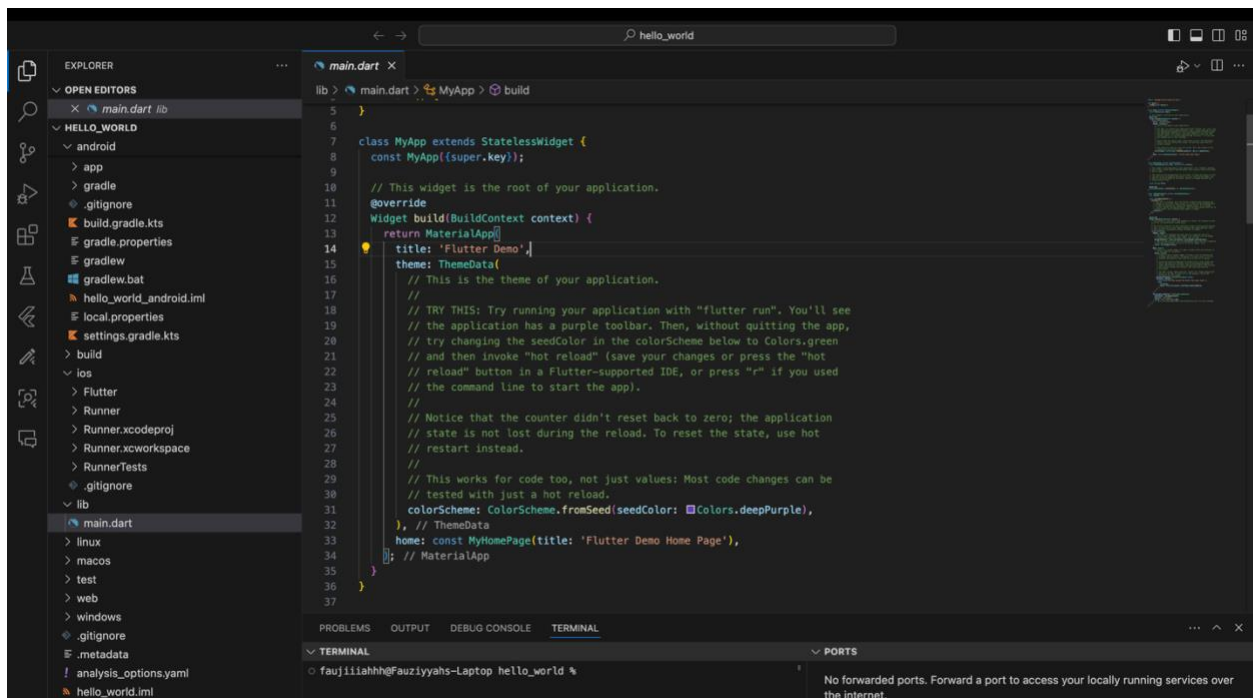 hello_world
EXPLORER
OPEN EDITORS
main.dart lib
HELLO_WORLD
android
app
gradle
.gitignore
build.gradle.kts
gradle.properties
gradlew
gradlew.bat
hello_world_android.iml
local.properties
settings.gradle.kts
build
ios
Flutter
Runner
Runner.xcodeproj
Runner.xcworkspace
RunnerTests
.gitignore
lib
main.dart
linux
macos
test
web
windows
.gitignore
.metadata
analysis_options.yaml
hello_world.iml
main.dart
lib > main.dart > MyApp > build
5 }
6
7 class MyApp extends StatelessWidget {
8 const MyApp({super.key});
9
10 // This widget is the root of your application.
11 @override
12 Widget build(BuildContext context) {
13 return MaterialApp(
14 title: 'Flutter Demo',
15 theme: ThemeData(
16 // This is the theme of your application.
17 //
18 // TRY THIS: Try running your application with "flutter run". You'll see
19 // the application has a purple toolbar. Then, without quitting the app,
20 // try changing the seedColor in the colorScheme below to Colors.green
21 // and then invoke "hot reload" (save your changes or press the "hot
22 // reload" button in a Flutter-supported IDE, or press "r" if you used
23 // the command line to start the app).
24 //
25 // Notice that the counter didn't reset back to zero; the application
26 // state is not lost during the reload. To reset the state, use hot
27 // restart instead.
28 //
29 // This works for code too, not just values: Most code changes can be
30 // tested with just a hot reload.
31 colorScheme: ColorScheme.fromSeed(seedColor: Colors.deepPurple),
32 ), // ThemeData
33 home: const MyHomePage(title: 'Flutter Demo Home Page'),
34 ); // MaterialApp
35 }
36 }
37
PROBLEMS OUTPUT DEBUG CONSOLE TERMINAL
TERMINAL
faujiiiahhh@Fauziyyahs-Laptop hello_world %
PORTS
No forwarded ports. Forward a port to access your locally running services over
the internet.